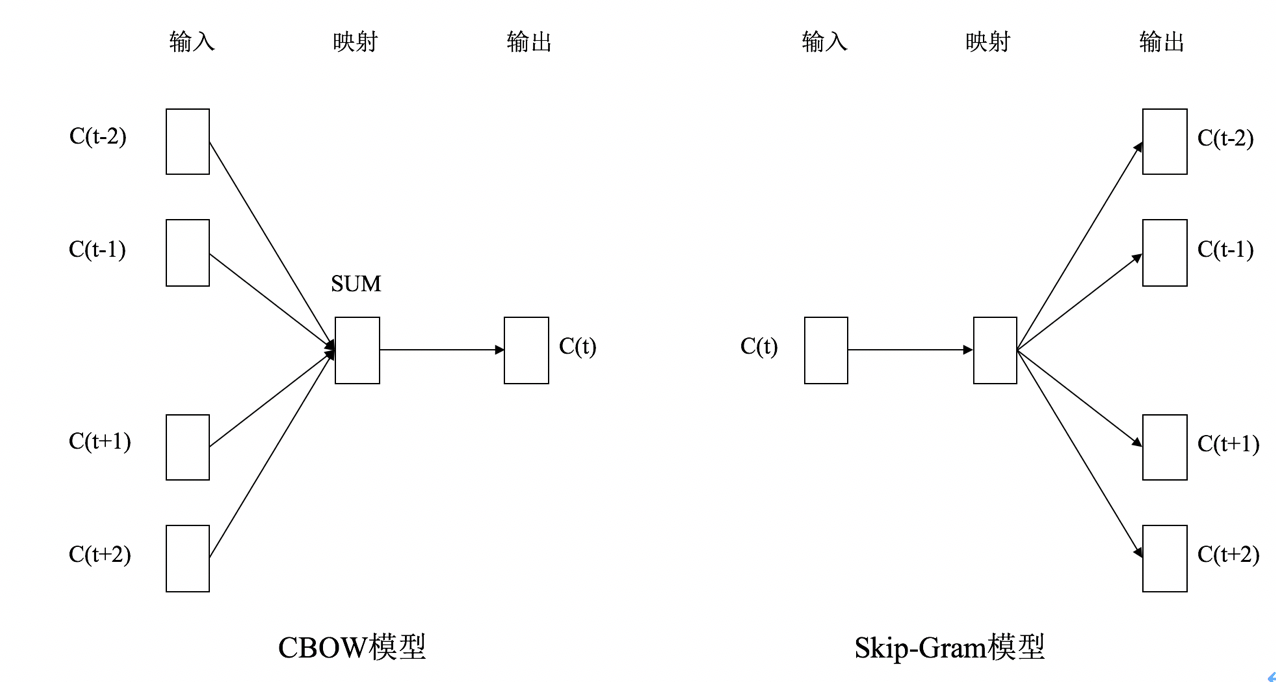 输入 映射 输出
C(t-2)
C(t-1)
SUM
C(t)
C(t+1)
C(t+2)
CBOW模型
输入 映射 输出
C(t-2)
C(t-1)
C(t)
C(t+1)
C(t+2)
Skip-Gram模型